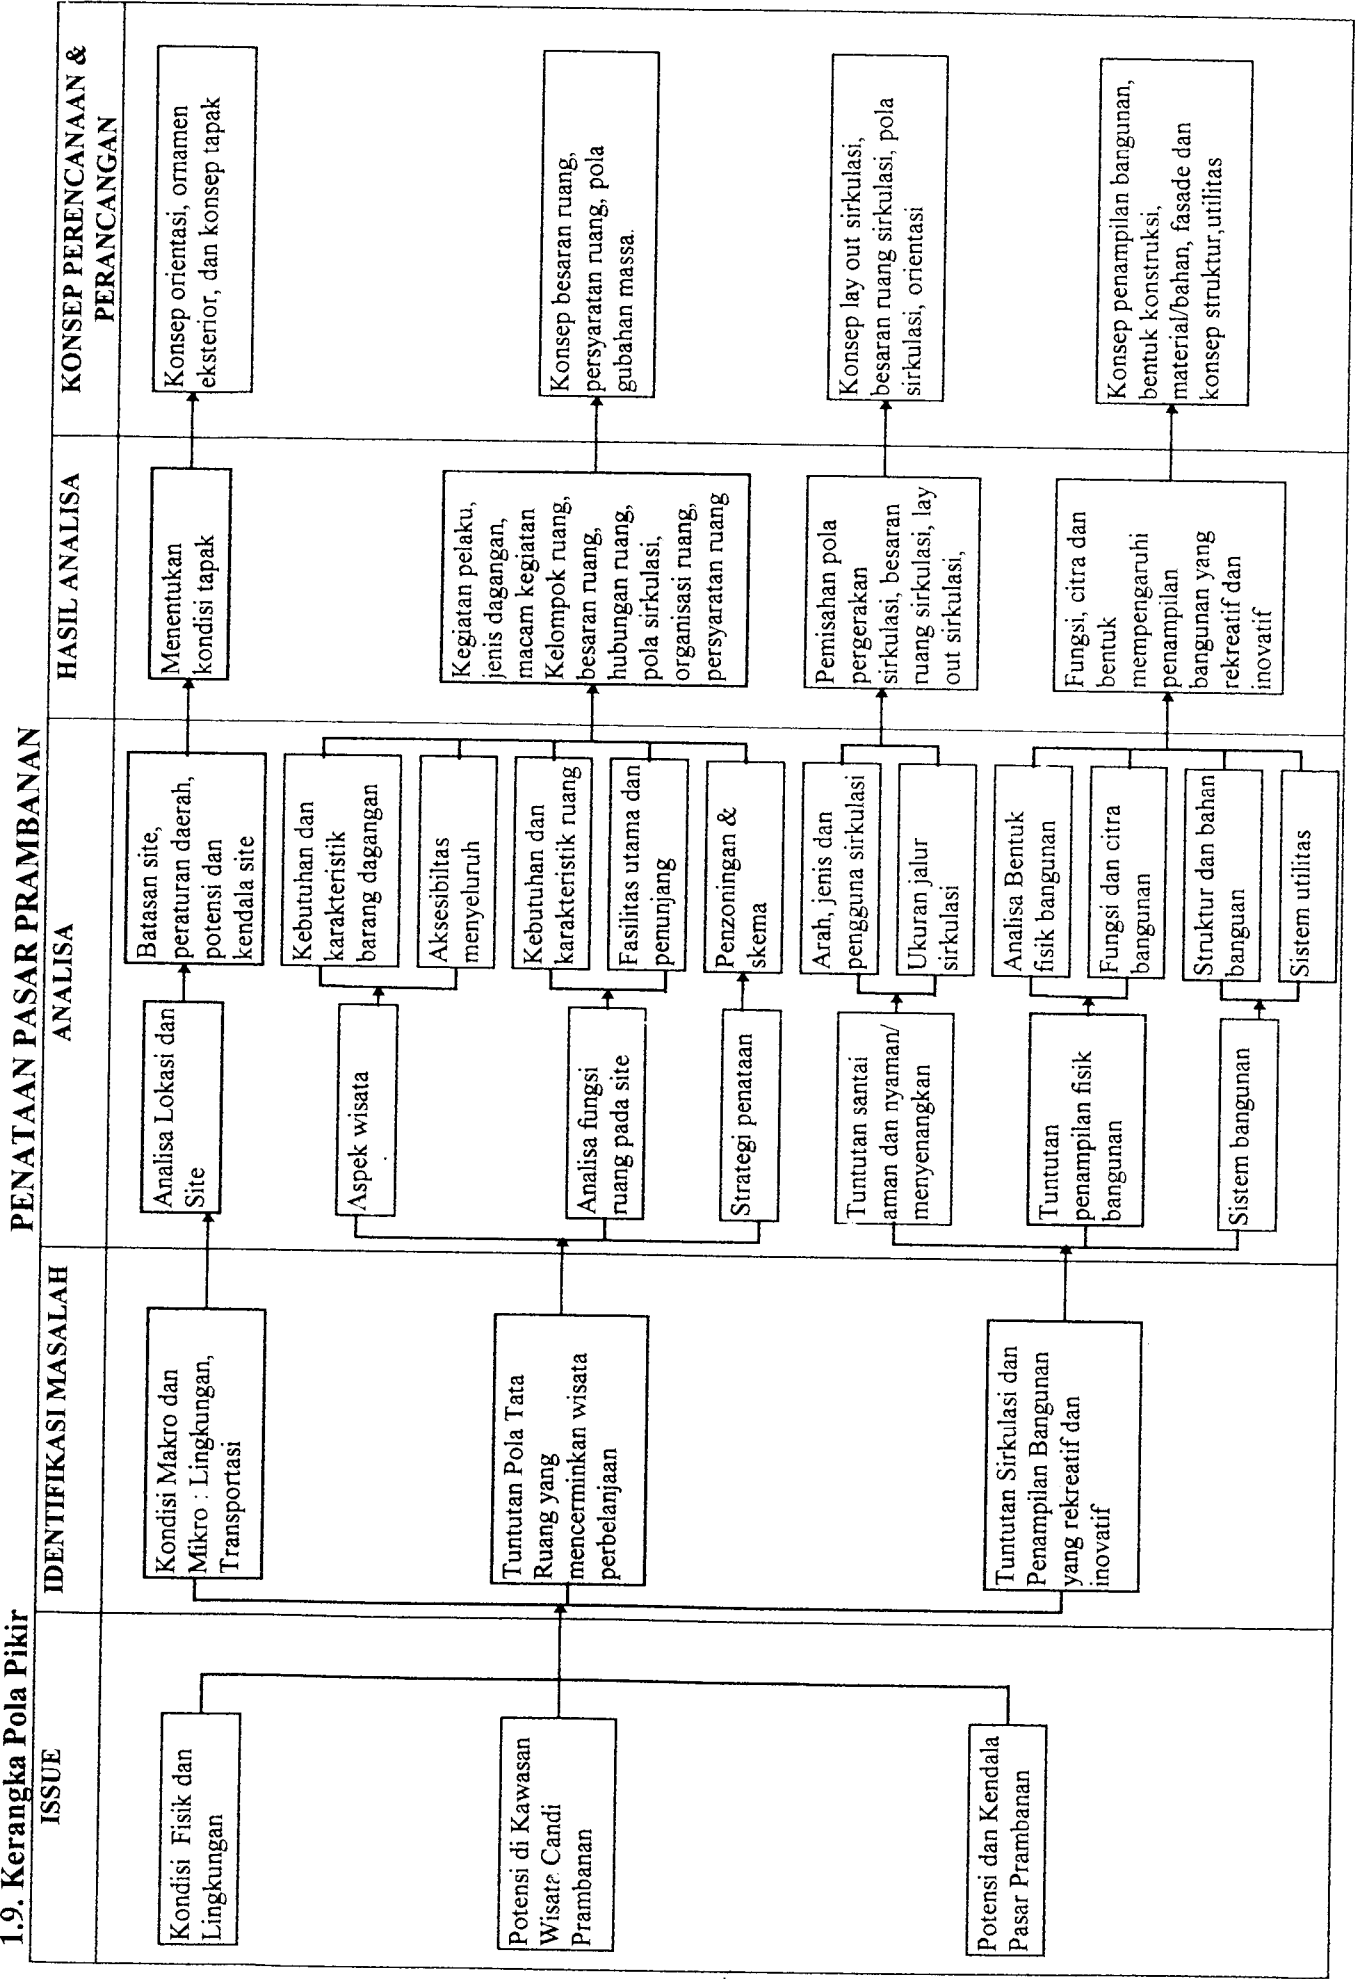 1.9. Kerangka Pola Pikir
PENATAAN PASAR PRAMBANAN
ISSUE
IDENTIFIKASI MASALAH
ANALISA
HASIL ANALISA
KONSEP PERENCANAAN &
PERANCANGAN
Kondisi Fisik dan
Lingkungan
Potensi di Kawasan
Wisata Candi
Prambanan
Potensi dan Kendala
Pasar Prambanan
Kondisi Makro dan
Mikro : Lingkungan,
Transportasi
Tuntutan Pola Tata
Ruang yang
mencerminkan wisata
perbelanjaan
Tuntutan Sirkulasi dan
Penampilan Bangunan
yang rekreatif dan
inovatif
Analisa Lokasi dan
Site
Aspek wisata
Analisa fungsi
ruang pada site
Strategi penataan
Tuntutan santai
aman dan nyaman/
menyenangkan
Tuntutan
penampilan fisik
bangunan
Sistem bangunan
Batasan site,
peraturan daerah,
potensi dan
kendala site
Kebutuhan dan
karakteristik
barang dagangan
Aksesibiltas
menyeluruh
Kebutuhan dan
karakteristik ruang
Fasilitas utama dan
penunjang
Penzoningan &
skema
Arah, jenis dan
pengguna sirkulasi
Ukuran jalur
sirkulasi
Analisa Bentuk
fisik bangunan
Fungsi dan citra
bangunan
Struktur dan bahan
banguan
Sistem utilitas
Menentukan
kondisi tapak
Kegiatan pelaku,
jenis dagangan,
macam kegiatan
Kelompok ruang,
besaran ruang,
hubungan ruang,
pola sirkulasi,
organisasi ruang,
persyaratan ruang
Pemisahan pola
pergerakan
sirkulasi, besaran
ruang sirkulasi, lay
out sirkulasi,
Fungsi, citra dan
bentuk
mempengaruhi
penampilan
bangunan yang
rekreatif dan
inovatif
Konsep orientasi, ornamen
eksterior, dan konsep tapak
Konsep besaran ruang,
persyaratan ruang, pola
gubahan massa.
Konsep lay out sirkulasi,
besaran ruang sirkulasi, pola
sirkulasi, orientasi
Konsep penampilan bangunan,
bentuk konstruksi,
material/bahan, fasade dan
konsep struktur,utilitas